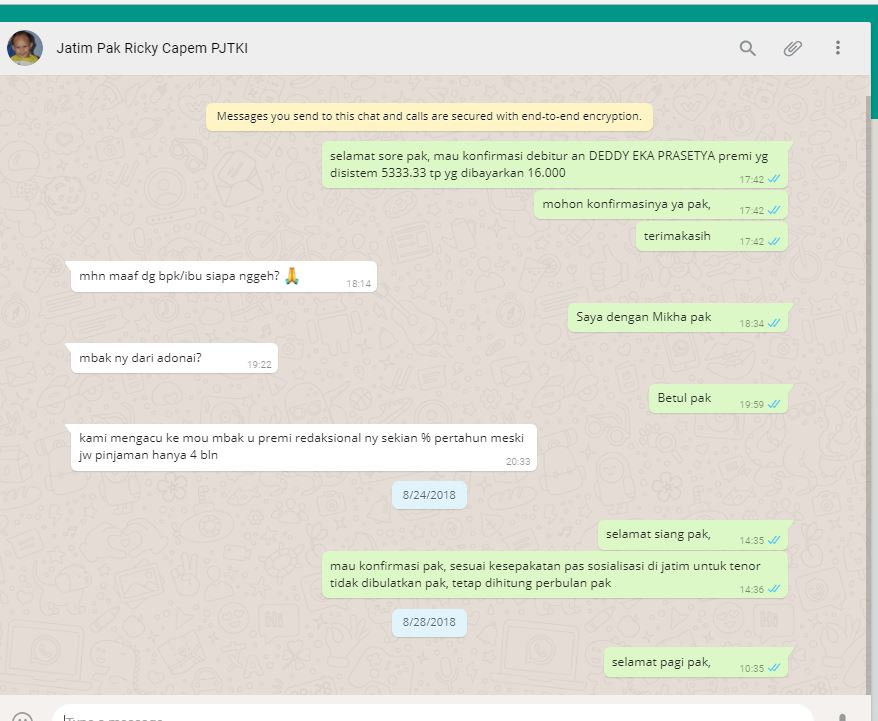 Jatim Pak Ricky Capem PJTKI
Messages you send to this chat and calls are secured with end-to-end encryption.
selamat sore pak, mau konfirmasi debitur an DEDDY EKA PRASETYA premi yg
disistem 5333.33 tp yg dibayarkan 16.000
17:42
mohon konfirmasinya ya pak,
17:42
terimakasih
17:42
mhn maaf dg bpk/ibu siapa nggeh? 🙏
18:14
Saya dengan Mikha pak
18:34
mbak ny dari adonai?
19:22
Betul pak
19:59
kami mengacu ke mou mbak u premi redaksional ny sekian % pertahun meski
jw pinjaman hanya 4 bln
20:33
8/24/2018
selamat siang pak,
14:35
mau konfirmasi pak, sesuai kesepakatan pas sosialisasi di jatim untuk tenor
tidak dibulatkan pak, tetap dihitung perbulan pak
14:36
8/28/2018
selamat pagi pak,
10:35
Type a message